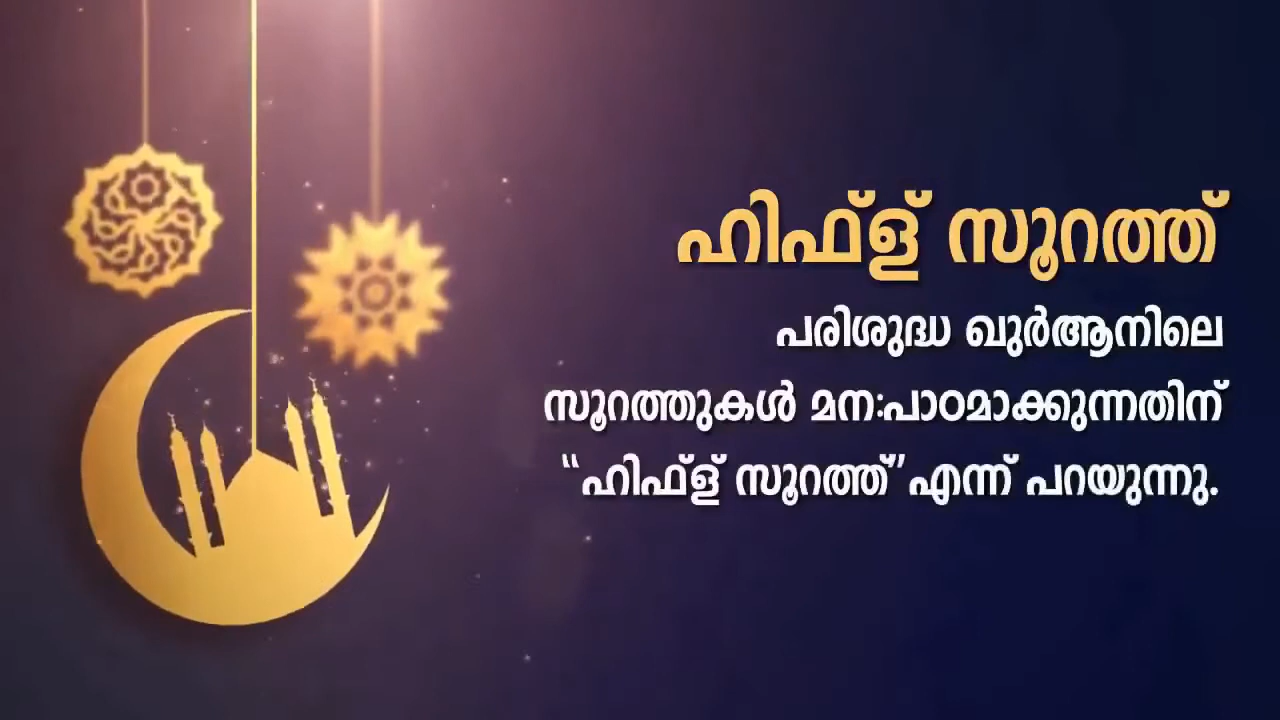 ഹിഫ്ള് സൂറത്ത്
പരിശുദ്ധ ഖുർആനിലെ
സൂറത്തുകൾ മന:പാഠമാക്കുന്നതിന്
“ഹിഫ്ള് സൂറത്ത്” എന്ന് പറയുന്നു.